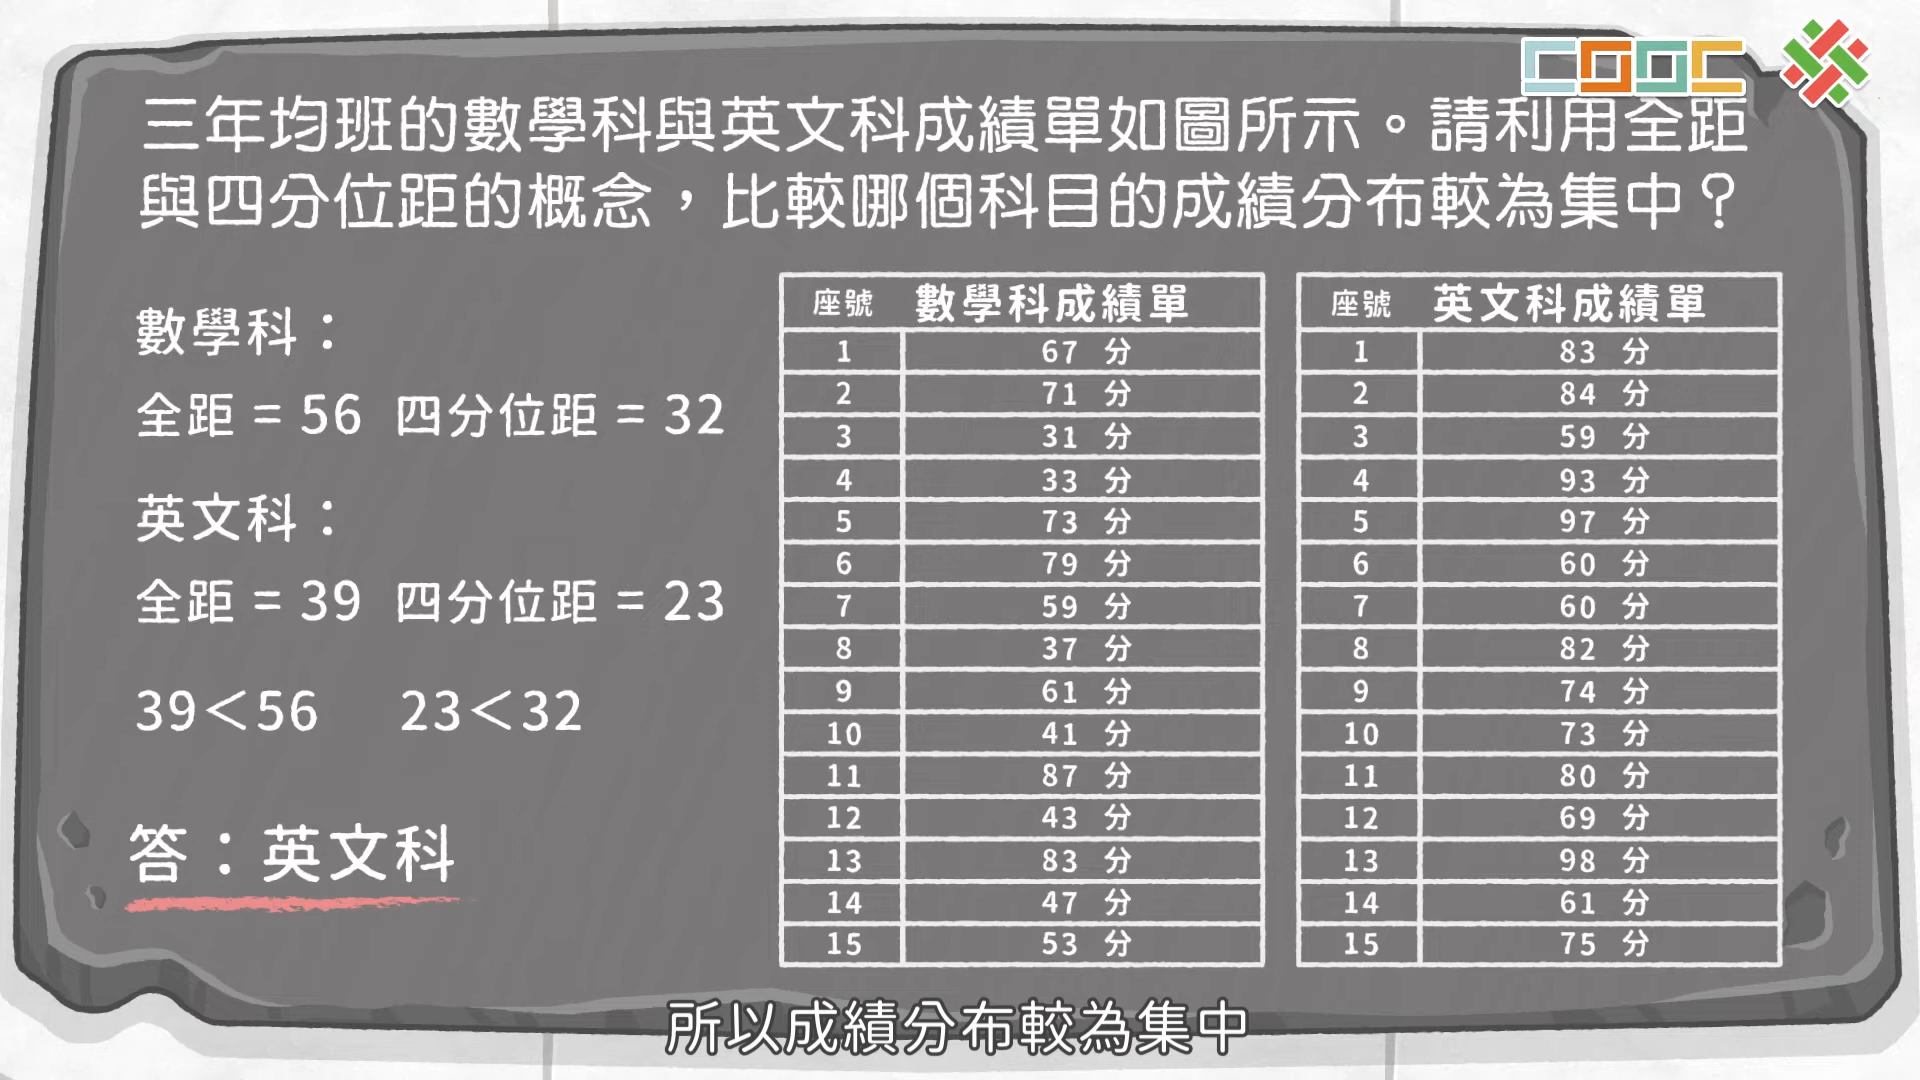 COOC
三年均班的數學科與英文科成績單如圖所示。請利用全距
與四分位距的概念，比較哪個科目的成績分布較為集中？
數學科：
全距 = 56 四分位距 = 32
英文科：
全距 = 39 四分位距 = 23
39＜56 23＜32
答：英文科
座號 數學科成績單
1 67 分
2 71 分
3 31 分
4 33 分
5 73 分
6 79 分
7 59 分
8 37 分
9 61 分
10 41 分
11 87 分
12 43 分
13 83 分
14 47 分
15 53 分
座號 英文科成績單
1 83 分
2 84 分
3 59 分
4 93 分
5 97 分
6 60 分
7 60 分
8 82 分
9 74 分
10 73 分
11 80 分
12 69 分
13 98 分
14 61 分
15 75 分
所以成績分布較為集中